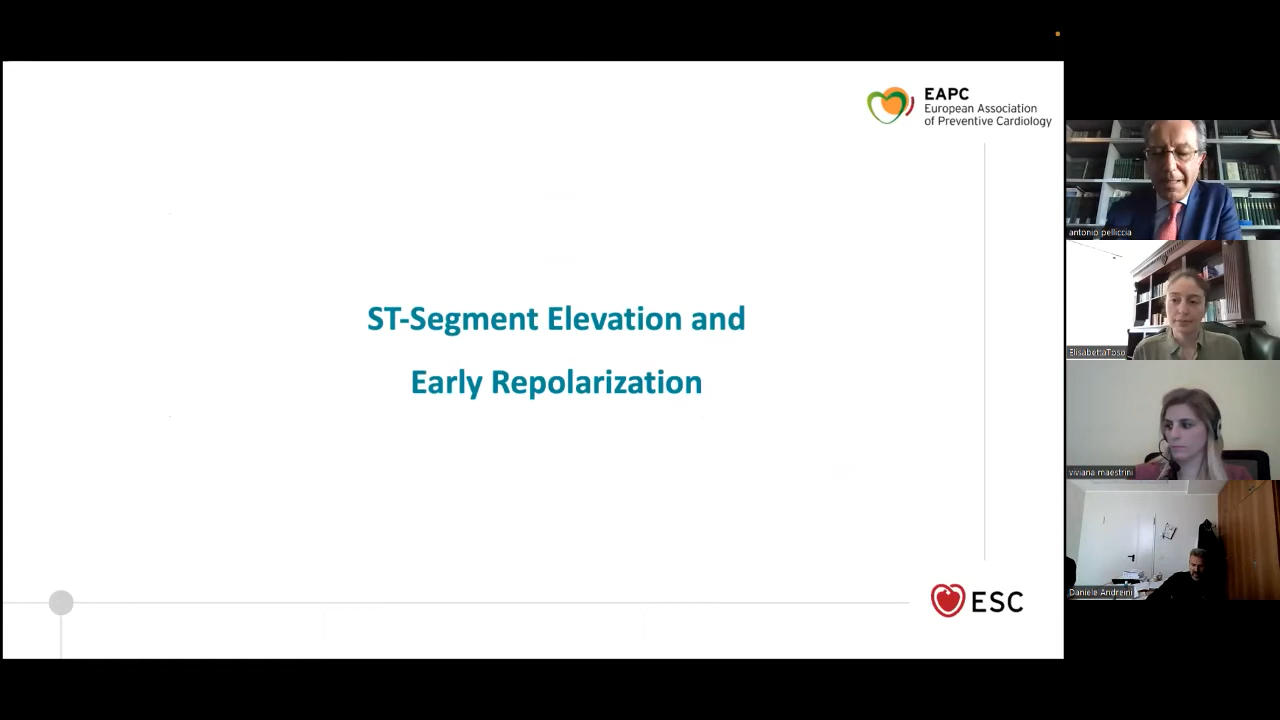 EAPC
European Association
of Preventive Cardiology
ST-Segment Elevation and
Early Repolarization
ESC
antonio pelliccia
ElisabettaToso
viviana maestrini
Daniele Andreini